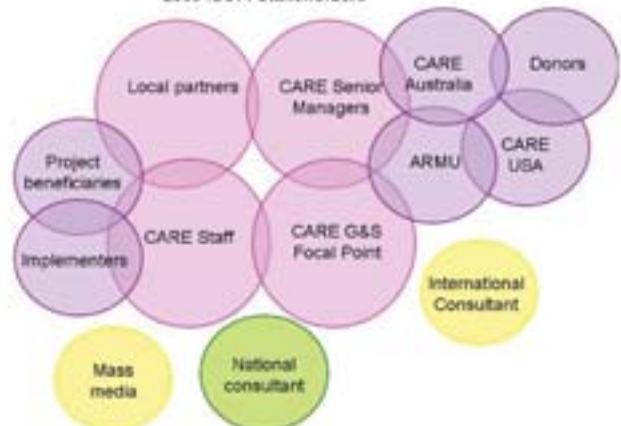 Local partners
CARE Senior
Managers
CARE
Australia
Donors
Project
beneficiaries
ARMU
CARE
USA
CARE Staff
CARE G&S
Focal Point
Implementers
International
Consultant
Mass
media
National
consultant